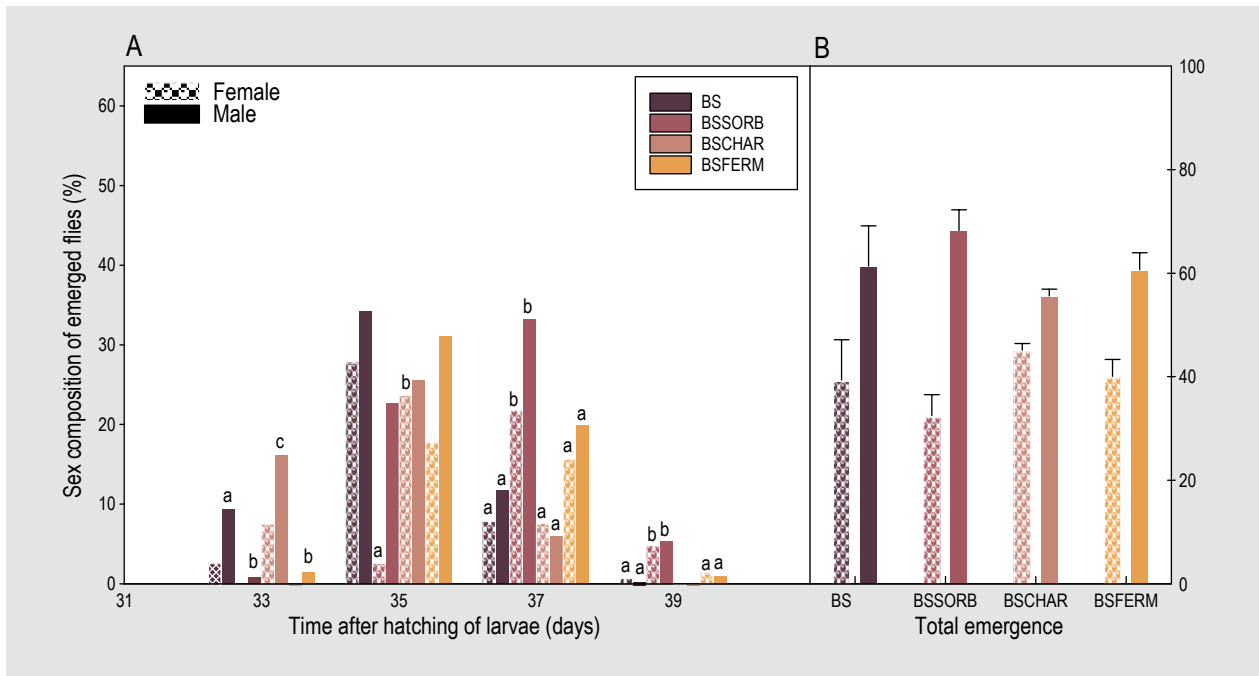 A
B
Female
Male
BS
BSSORB
BSCHAR
BSFERM
Sex composition of emerged flies (%)
60
50
40
30
20
10
0
a
b
c
b
a
b
a
a
b
b
a
a
a
a
a
a
b
b
a
a
31
33
35
37
39
Time after hatching of larvae (days)
100
80
60
40
20
0
BS
BSSORB
BSCHAR
BSFERM
Total emergence